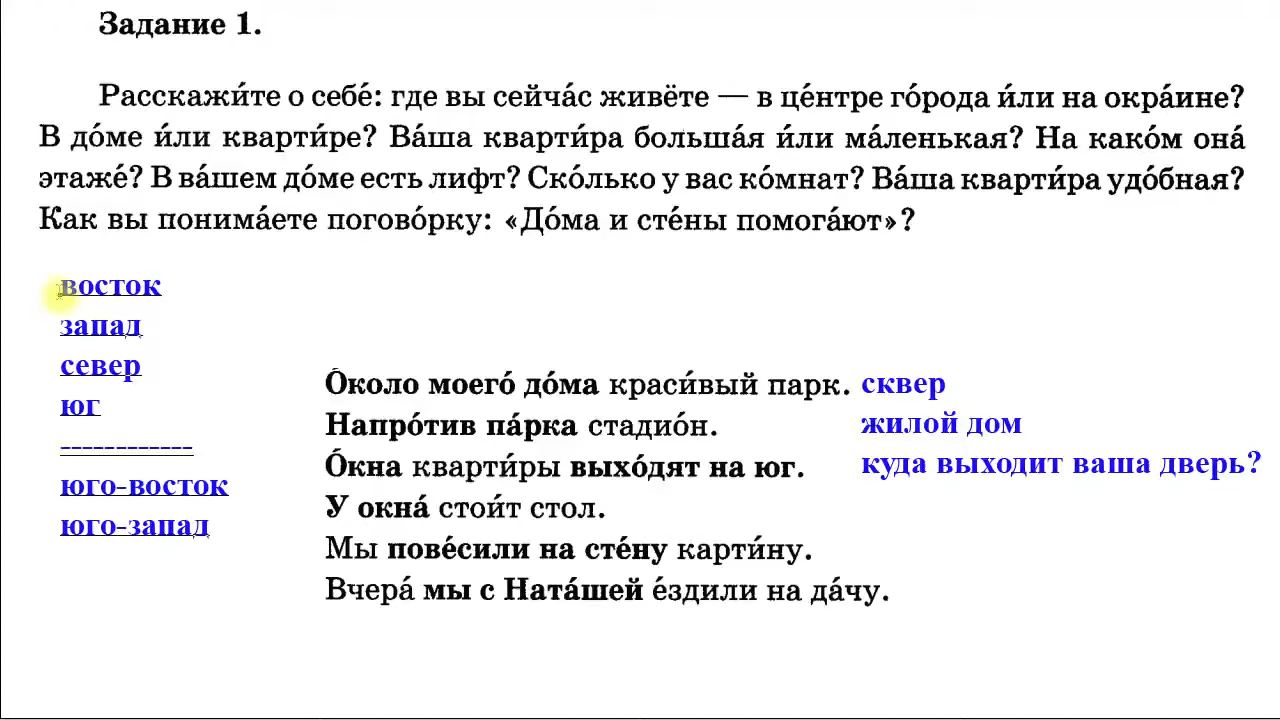 Задание 1.
Расскажи́те о себе́: где вы сейча́с живёте — в це́нтре го́рода и́ли на окра́ине?
В до́ме и́ли кварти́ре? Ва́ша кварти́ра больша́я и́ли ма́ленькая? На како́м она́
этаже́? В ва́шем до́ме есть лифт? Ско́лько у вас ко́мнат? Ва́ша кварти́ра удо́бная?
Как вы понима́ете погово́рку: «До́ма и сте́ны помога́ют»?
восток
запад
север
юг
------------
юго-восток
юго-запад
О́коло моего́ до́ма краси́вый парк.
Напро́тив па́рка стадио́н.
О́кна кварти́ры выхо́дят на юг.
У окна́ стои́т стол.
Мы пове́сили на сте́ну карти́ну.
Вчера́ мы с Ната́шей е́здили на да́чу.
сквер
жилой дом
куда выходит ваша дверь?